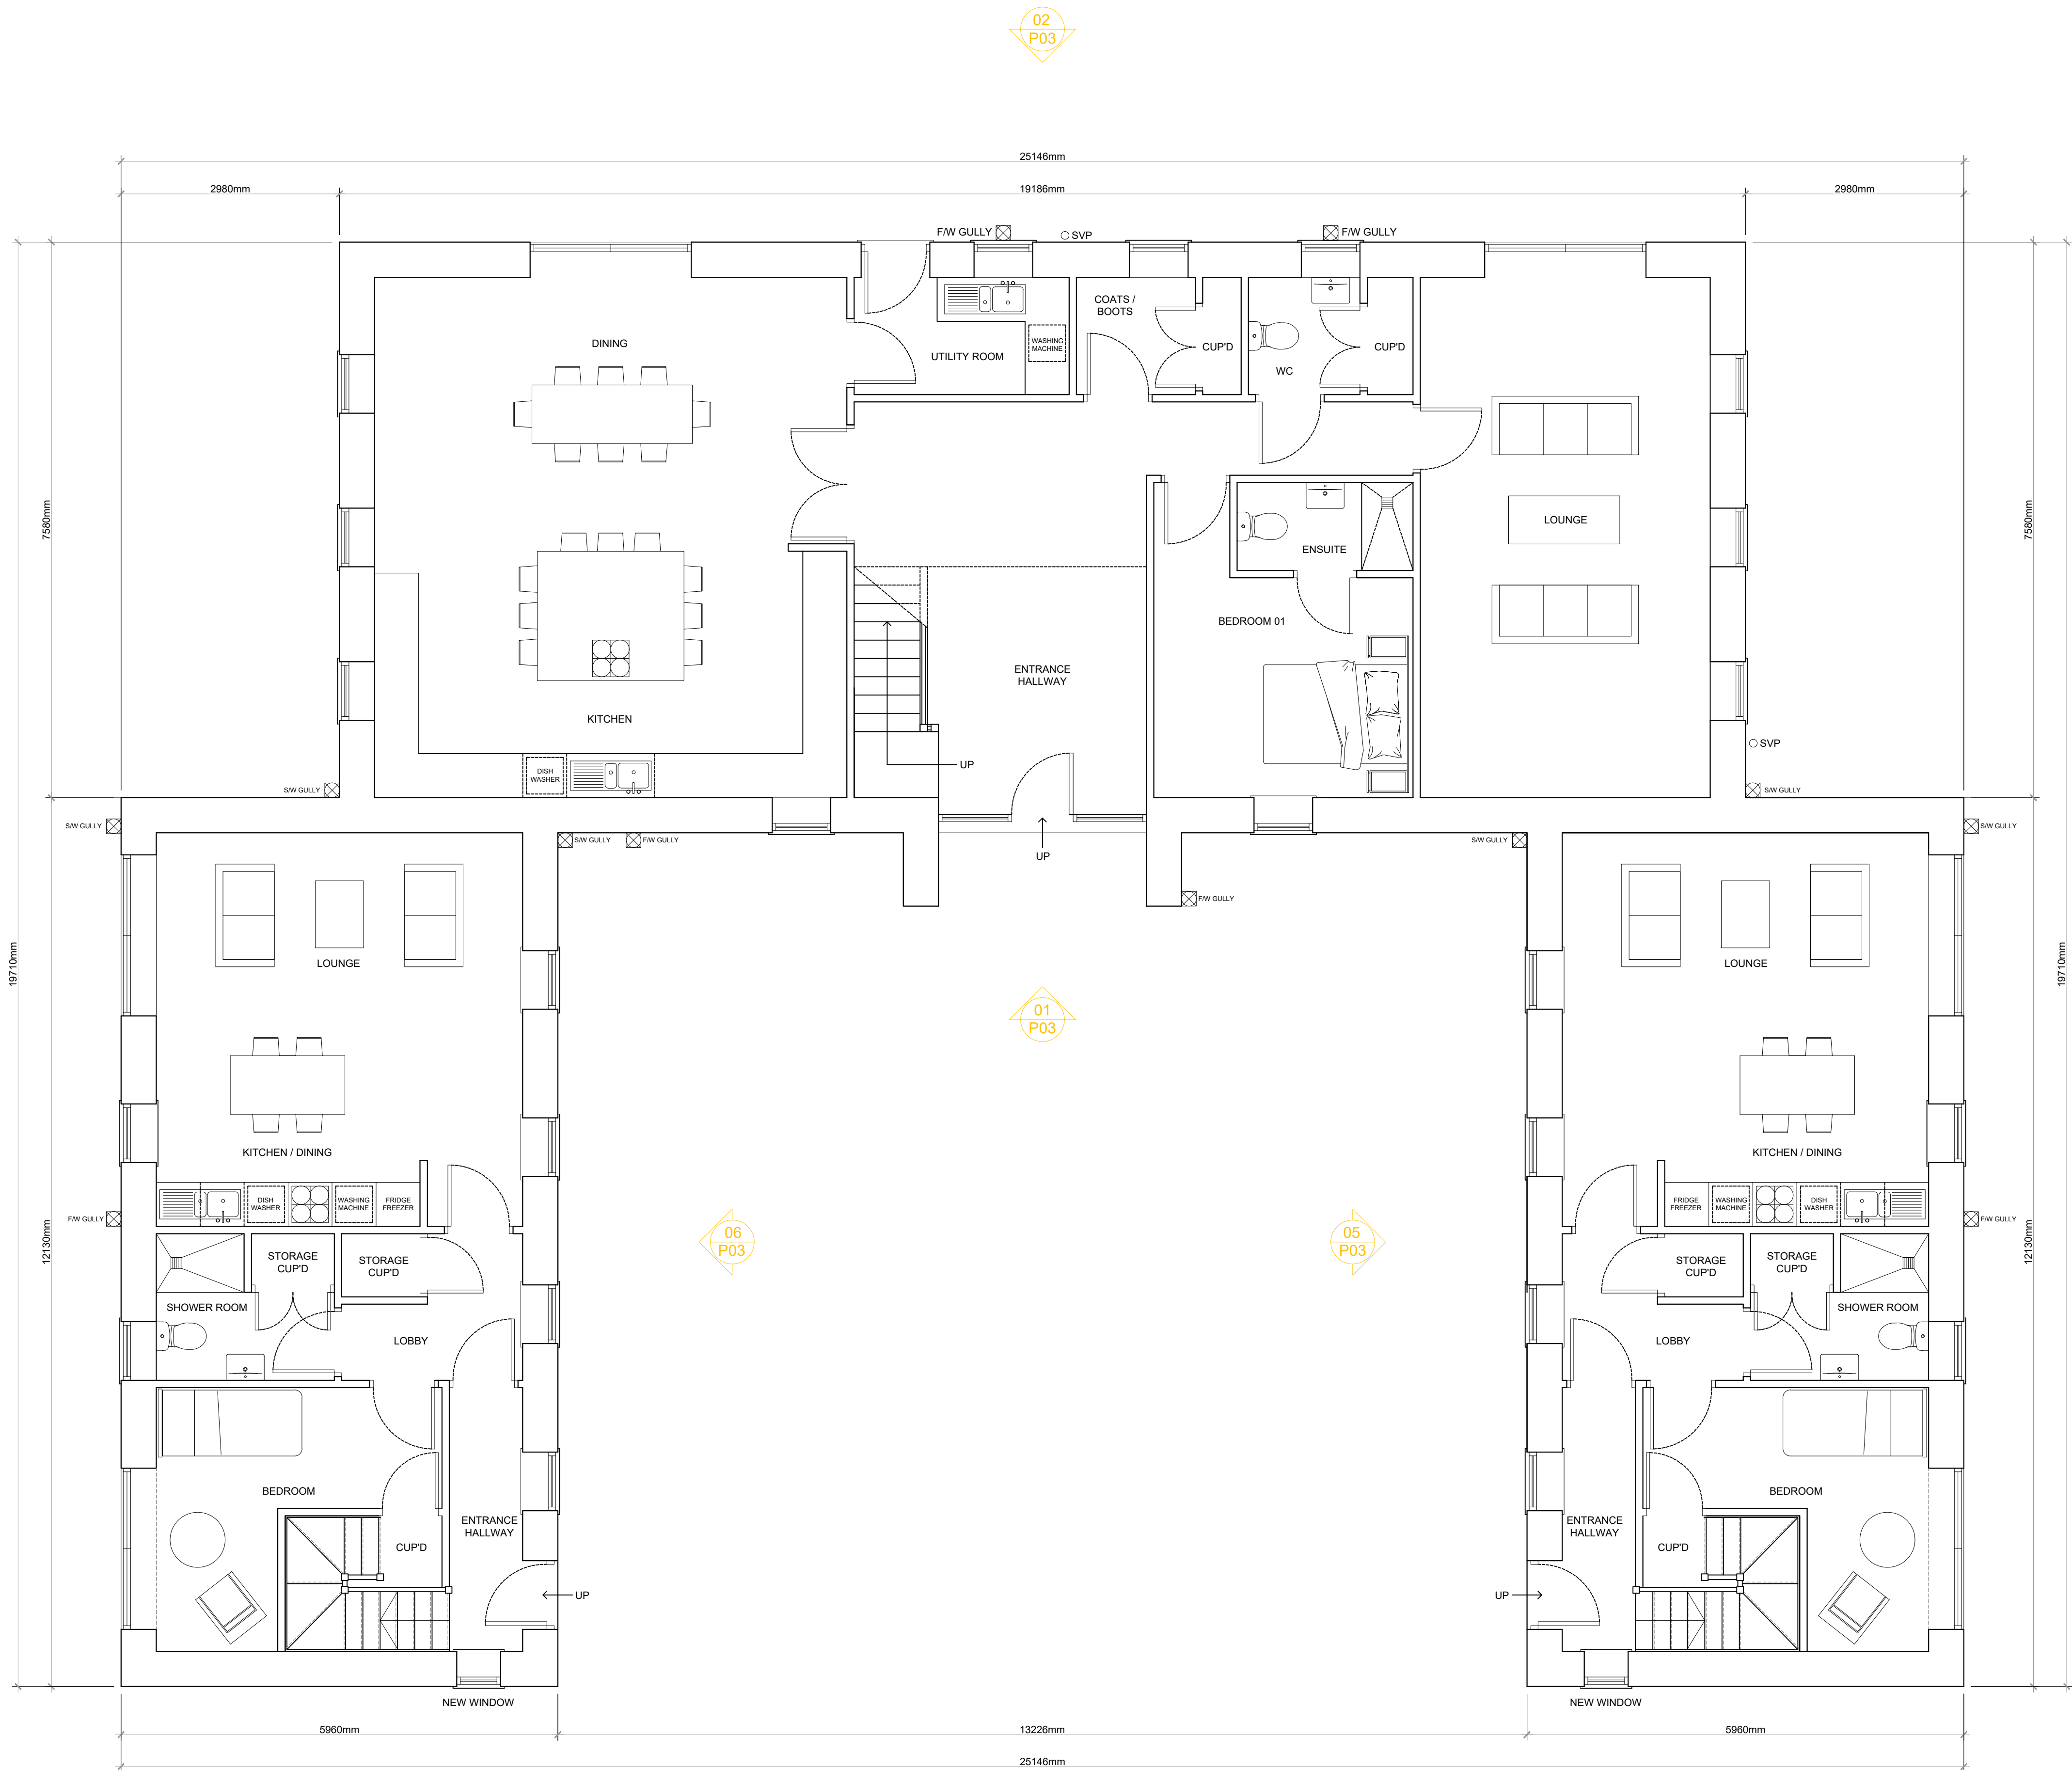 02
P03
25146mm
2980mm
19186mm
2980mm
F/W GULLY
SVP
F/W GULLY
COATS /
BOOTS
DINING
WASHING
MACHINE
CUP'D
CUP'D
UTILITY ROOM
WC
7580mm
7580mm
LOUNGE
ENSUITE
BEDROOM 01
ENTRANCE
HALLWAY
KITCHEN
SVP
UP
DISH
WASHER
S/W GULLY
S/W GULLY
S/W GULLY
S/W GULLY
S/W GULLY
F/W GULLY
S/W GULLY
UP
F/W GULLY
19710mm
LOUNGE
LOUNGE
19710mm
01
P03
KITCHEN / DINING
KITCHEN / DINING
DISH
WASHER
WASHING
MACHINE
FRIDGE
FREEZER
FRIDGE
FREEZER
WASHING
MACHINE
DISH
WASHER
F/W GULLY
F/W GULLY
12130mm
06
P03
05
P03
12130mm
STORAGE
CUP'D
STORAGE
CUP'D
STORAGE
CUP'D
STORAGE
CUP'D
SHOWER ROOM
SHOWER ROOM
LOBBY
LOBBY
BEDROOM
BEDROOM
ENTRANCE
HALLWAY
ENTRANCE
HALLWAY
CUP'D
CUP'D
UP
UP
NEW WINDOW
NEW WINDOW
5960mm
13226mm
5960mm
25146mm